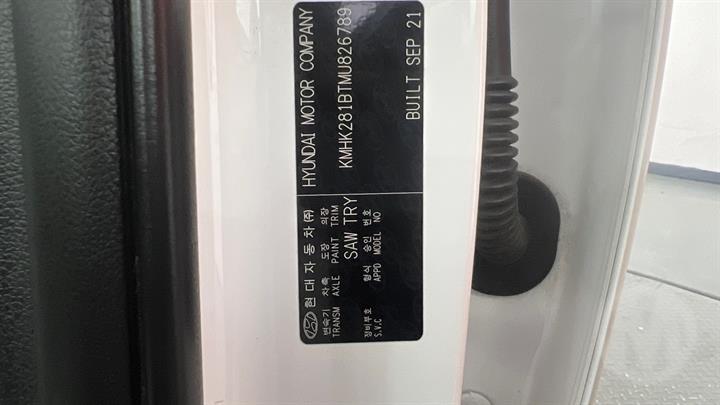 현대자동차(주) HYUNDAI MOTOR COMPANY
변속기 차축 도장 의장
TRANSM AXLE PAINT TRIM
KMHK281BTMU826789
SAW TRY
정비부호 형식 승인 번호
S.V.C APPD MODEL NO
BUILT SEP 21